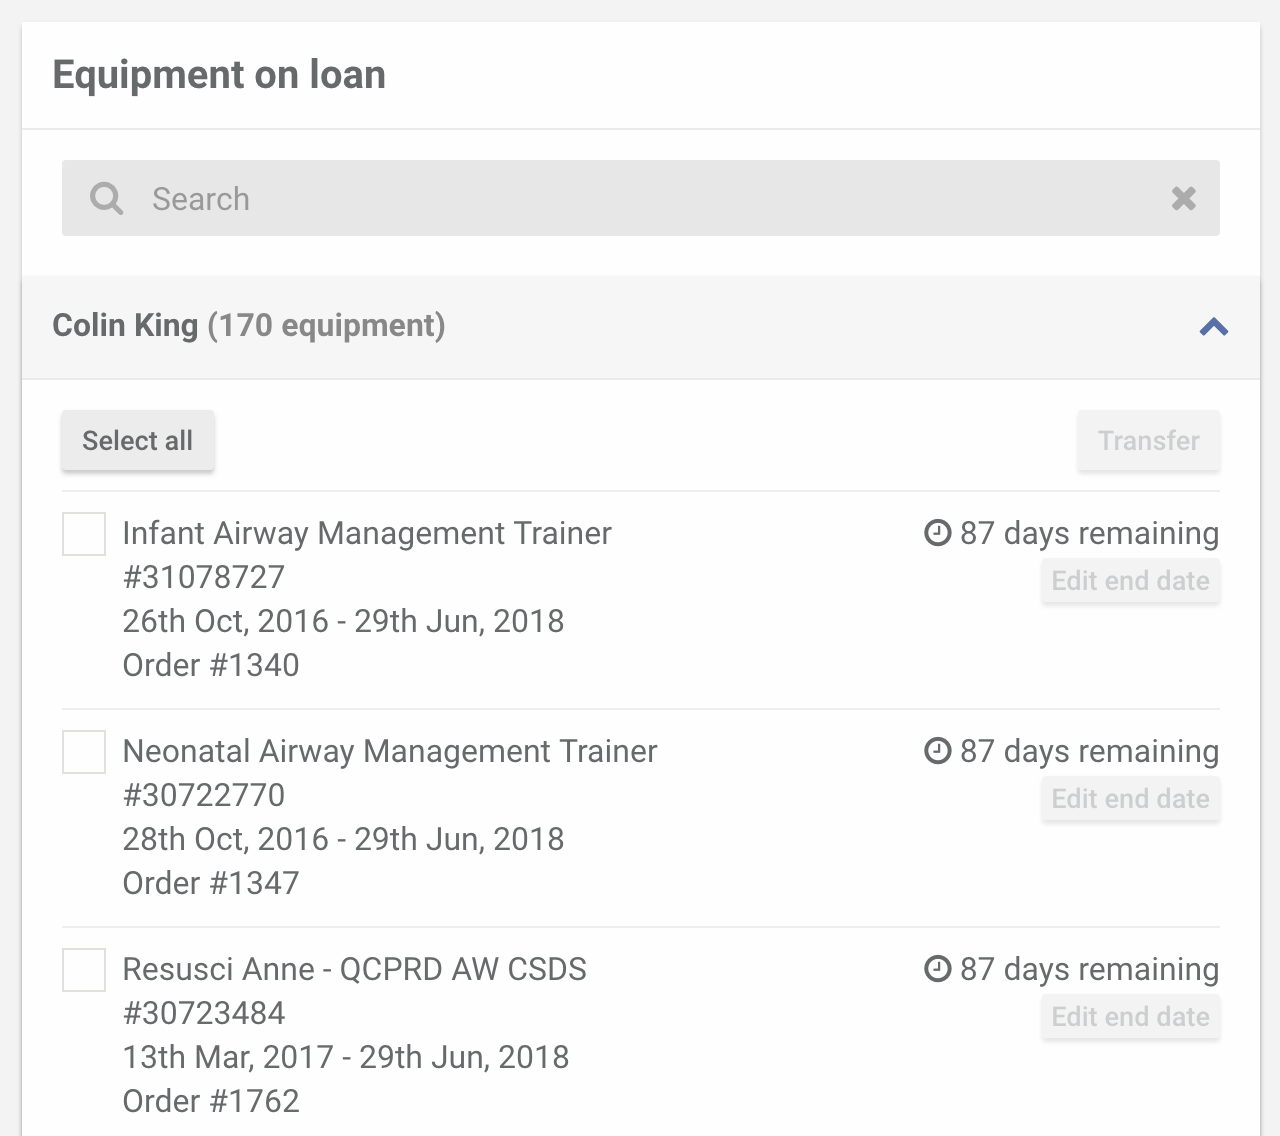 Equipment on loan
Search
Colin King (170 equipment)
Select all
Transfer
Infant Airway Management Trainer
87 days remaining
#31078727
Edit end date
26th Oct, 2016 - 29th Jun, 2018
Order #1340
Neonatal Airway Management Trainer
87 days remaining
#30722770
Edit end date
28th Oct, 2016 - 29th Jun, 2018
Order #1347
Resusci Anne - QCPRD AW CSDS
87 days remaining
#30723484
Edit end date
13th Mar, 2017 - 29th Jun, 2018
Order #1762